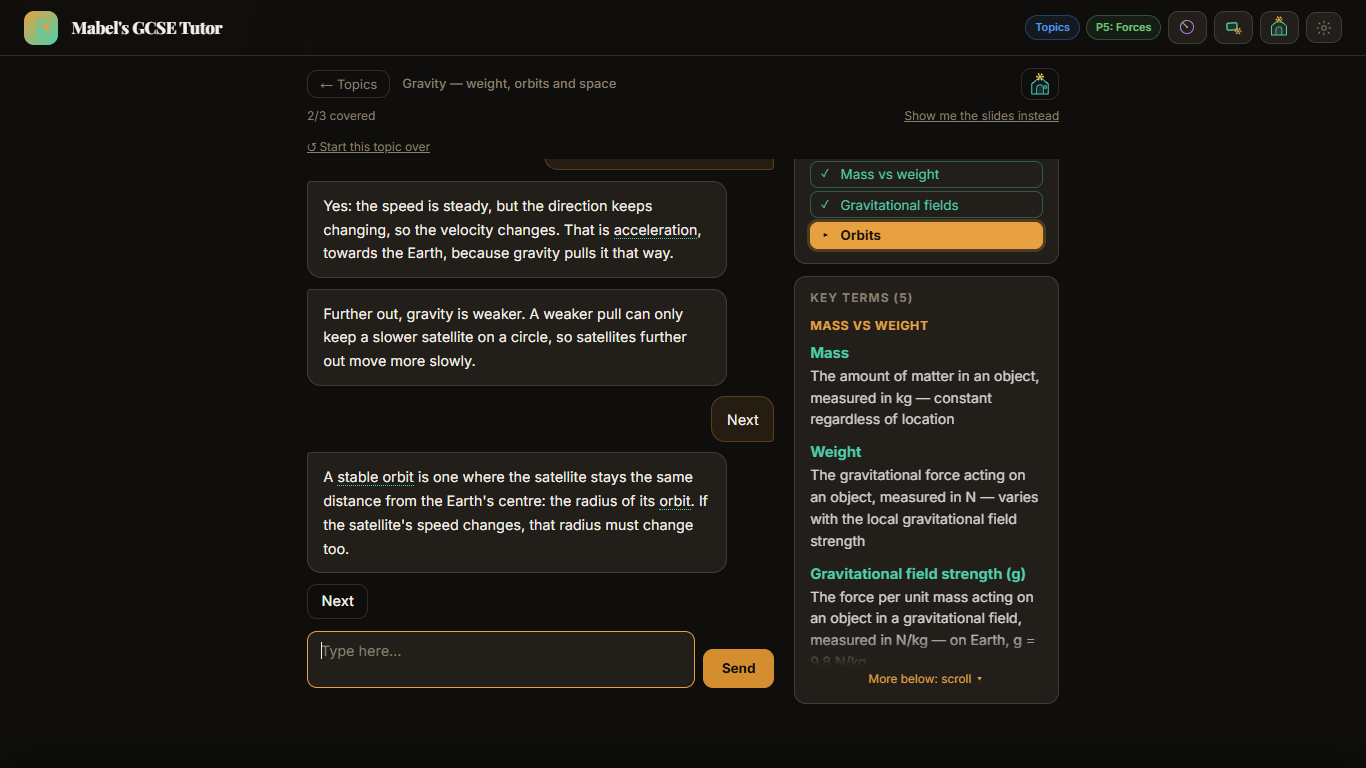 Mabel's GCSE Tutor
Topics
P5: Forces
← Topics
Gravity — weight, orbits and space
2/3 covered
Show me the slides instead
↺ Start this topic over
Yes: the speed is steady, but the direction keeps
changing, so the velocity changes. That is acceleration,
towards the Earth, because gravity pulls it that way.
Further out, gravity is weaker. A weaker pull can only
keep a slower satellite on a circle, so satellites further
out move more slowly.
Next
A stable orbit is one where the satellite stays the same
distance from the Earth's centre: the radius of its orbit. If
the satellite's speed changes, that radius must change
too.
Next
Type here...
Send
✓ Mass vs weight
✓ Gravitational fields
▸ Orbits
KEY TERMS (5)
MASS VS WEIGHT
Mass
The amount of matter in an object,
measured in kg — constant
regardless of location
Weight
The gravitational force acting on
an object, measured in N — varies
with the local gravitational field
strength
Gravitational field strength (g)
The force per unit mass acting on
an object in a gravitational field,
measured in N/kg — on Earth, g =
9.8 N/kg
More below: scroll ▾